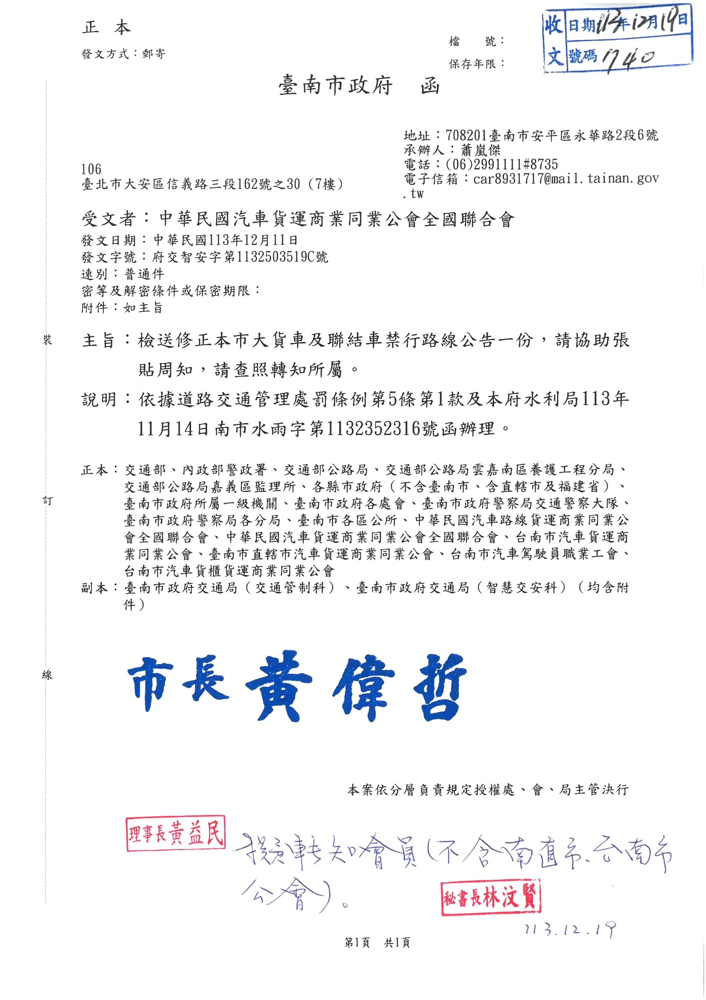 正　本
發文方式：郵寄
檔　　號：
保存年限：
收文
日期113年12月19日
號碼1740
臺南市政府　函
地址：708201臺南市安平區永華路2段6號
承辦人：蕭嵐傑
電話：(06)2991111#8735
電子信箱：car8931717@mail.tainan.gov
.tw
106
臺北市大安區信義路三段162號之30（7樓）
受文者：中華民國汽車貨運商業同業公會全國聯合會
發文日期：中華民國113年12月11日
發文字號：府交智安字第1132503519C號
速別：普通件
密等及解密條件或保密期限：
附件：如主旨
主旨：檢送修正本市大貨車及聯結車禁行路線公告一份，請協助張
貼周知，請查照轉知所屬。
說明：依據道路交通管理處罰條例第5條第1款及本府水利局113年
11月14日南市水雨字第1132352316號函辦理。
正本：交通部、內政部警政署、交通部公路局、交通部公路局雲嘉南區養護工程分局、
交通部公路局嘉義區監理所、各縣市政府（不含臺南市、含直轄市及福建省）、
臺南市政府所屬一級機關、臺南市政府各處會、臺南市政府警察局交通警察大隊、
臺南市政府警察局各分局、臺南市各區公所、中華民國汽車路線貨運商業同業公
會全國聯合會、中華民國汽車貨運商業同業公會全國聯合會、台南市汽車貨運商
業同業公會、臺南市直轄市汽車貨運商業同業公會、台南市汽車駕駛員職業工會、
台南市汽車貨櫃貨運商業同業公會
副本：臺南市政府交通局（交通管制科）、臺南市政府交通局（智慧交安科）（均含附
件）
裝
訂
線
市長黃偉哲
本案依分層負責規定授權處、會、局主管決行
理事長黃益民
擬轉知會員(不含南直市、台南市
公會)。
秘書長林汶賢
113.12.19
第1頁　共1頁